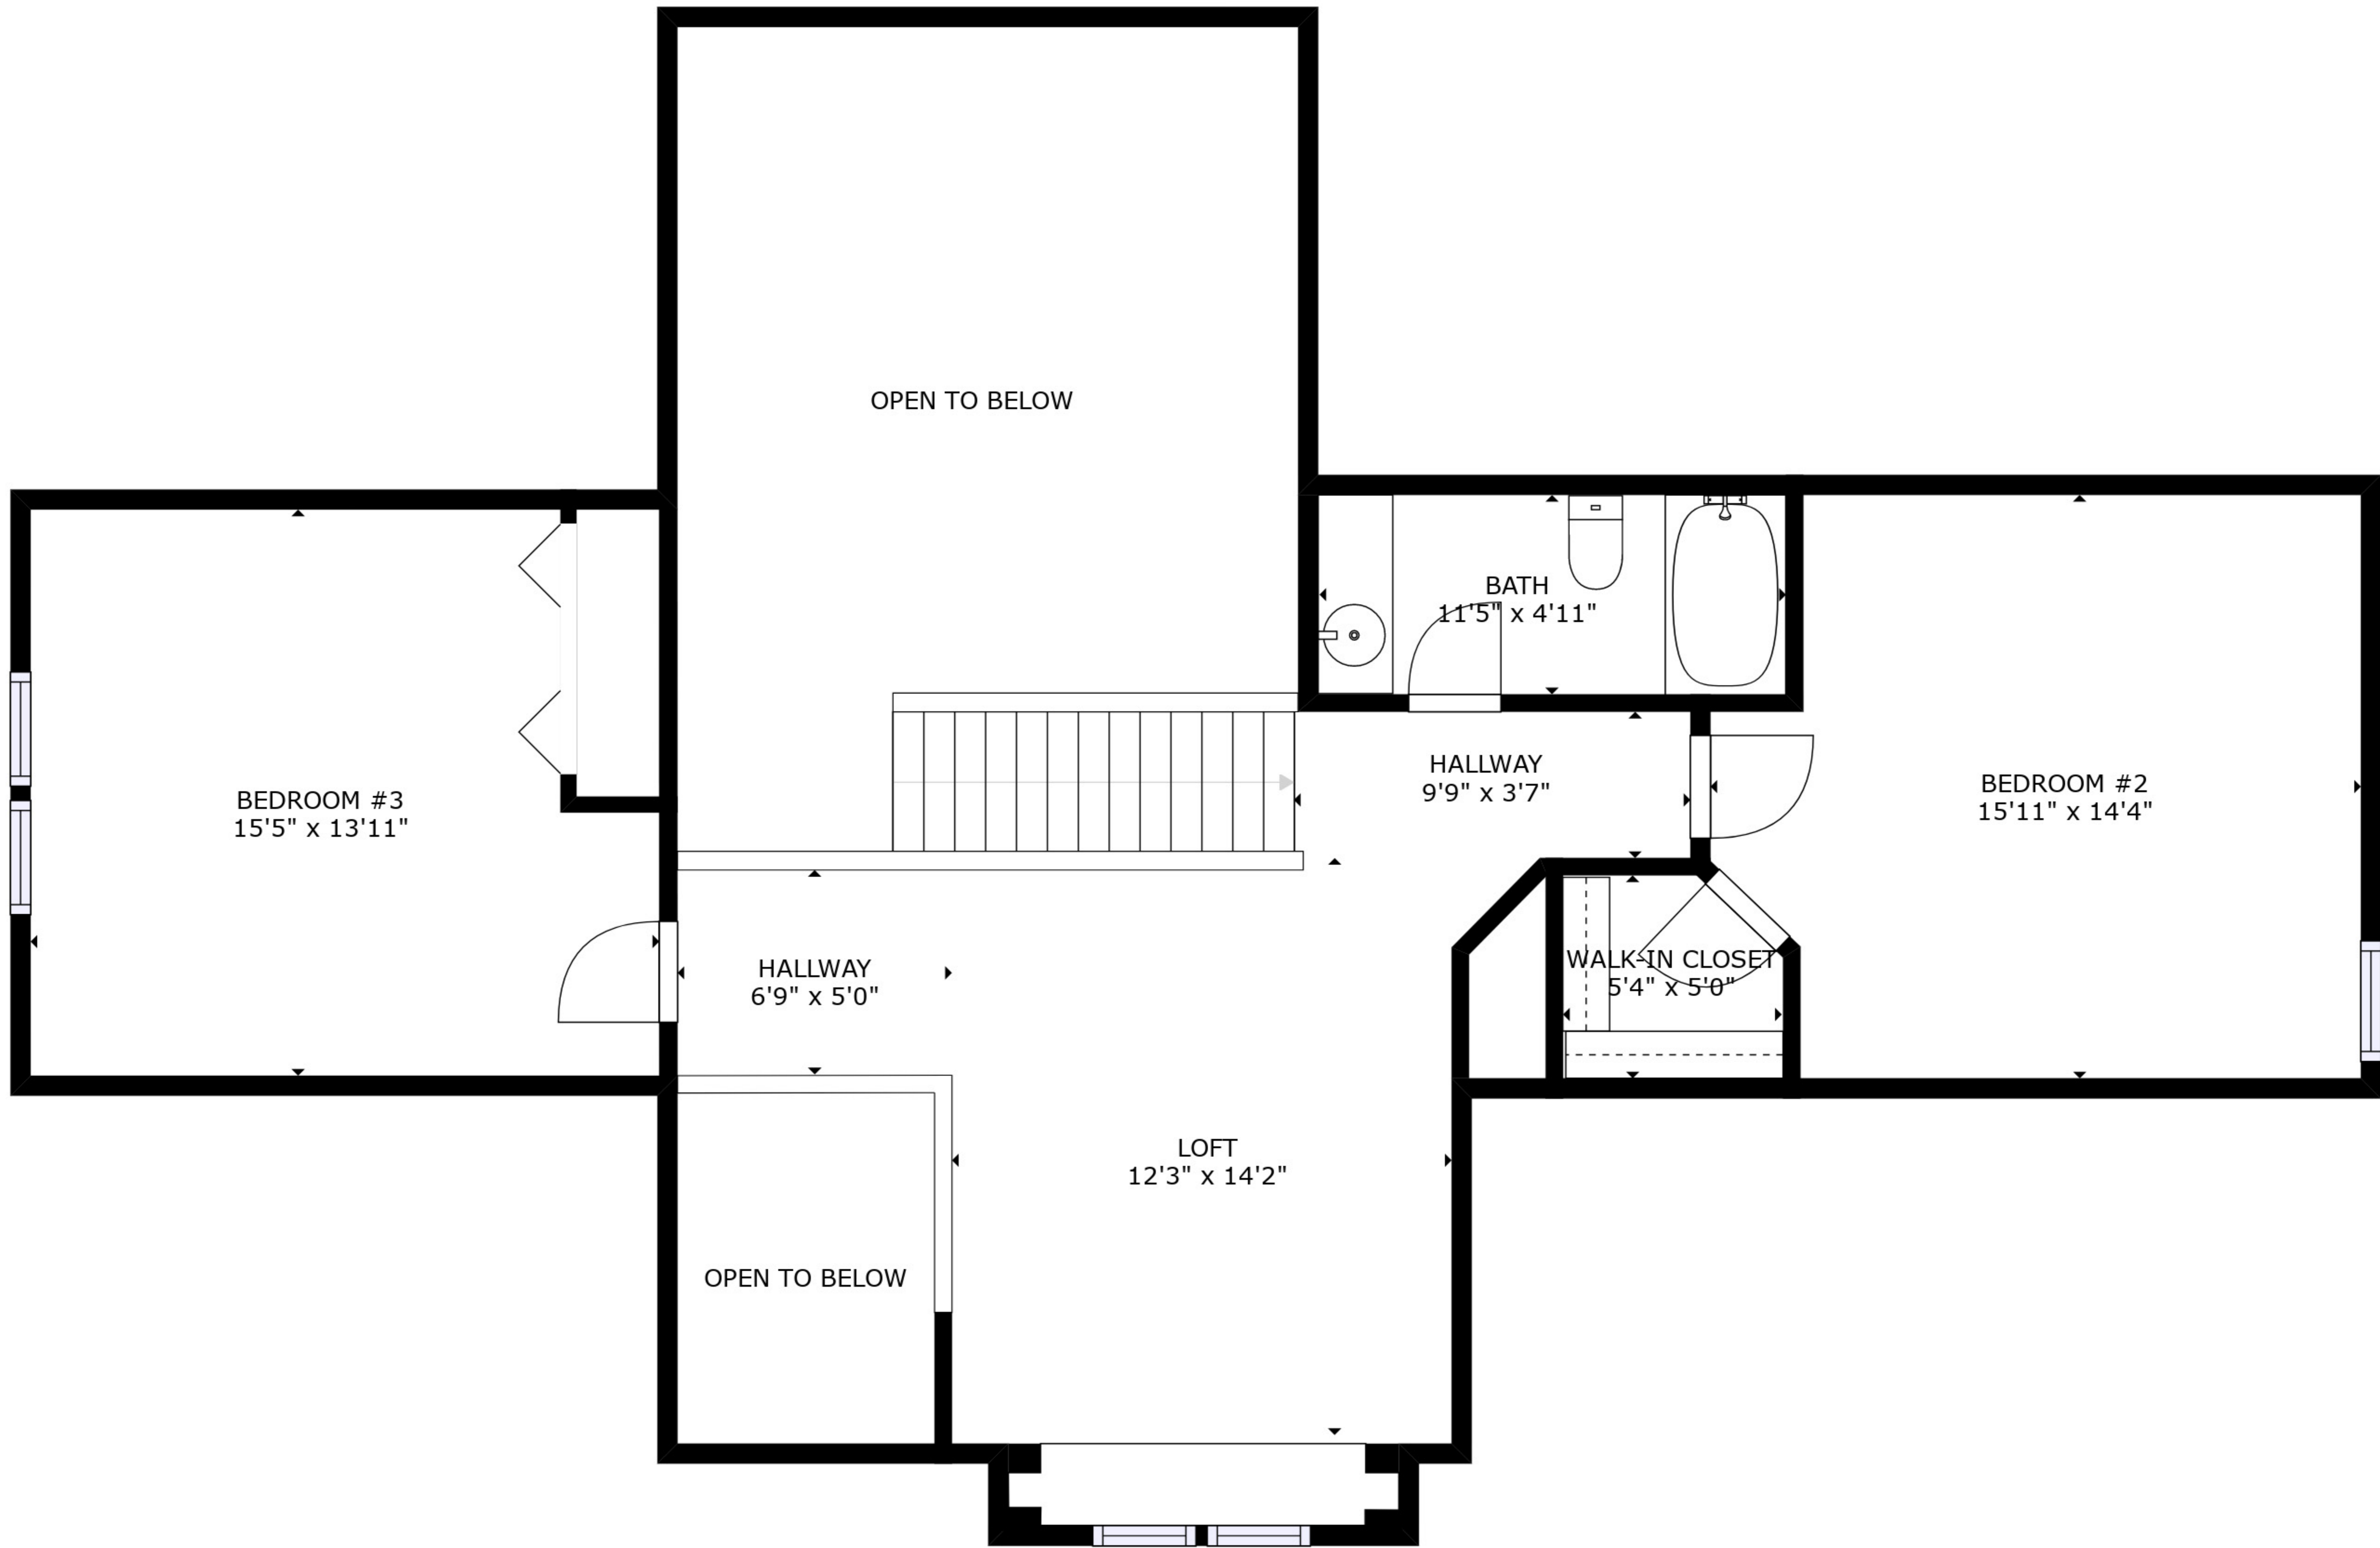 OPEN TO BELOW
BATH
11'5" x 4'11"
HALLWAY
9'9" x 3'7"
BEDROOM #2
15'11" x 14'4"
BEDROOM #3
15'5" x 13'11"
HALLWAY
6'9" x 5'0"
WALK-IN CLOSET
5'4" x 5'0"
LOFT
12'3" x 14'2"
OPEN TO BELOW